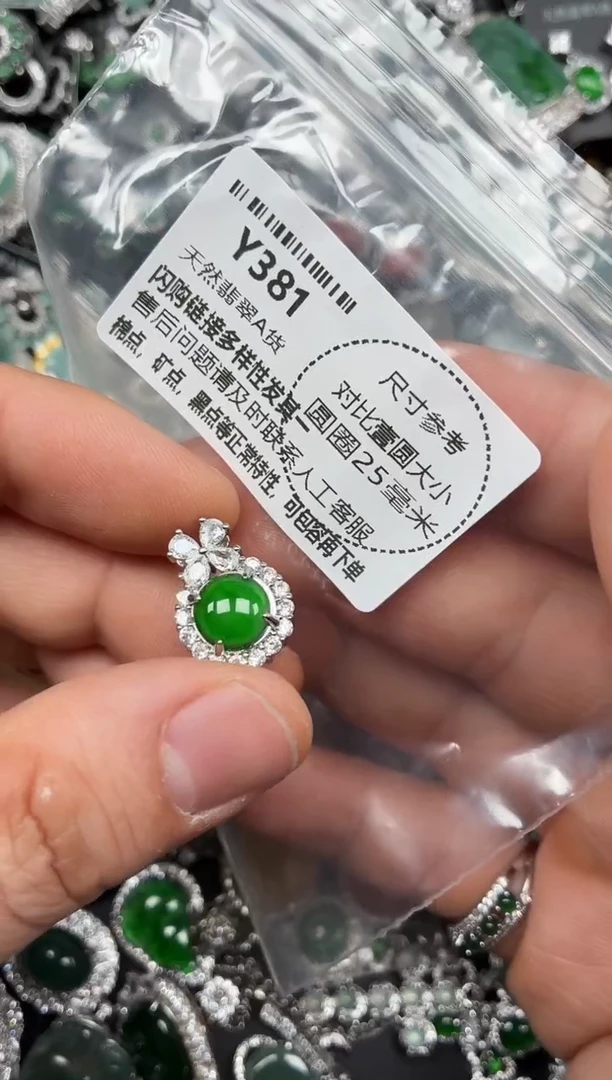 Y381
天然翡翠A货
闪购链接多样性发其一
售后问题请及时联系人工客服
棉点，矿点，黑点等正常特性，可包容再下单
尺寸参考
对比壹圆大小
圆圈25毫米